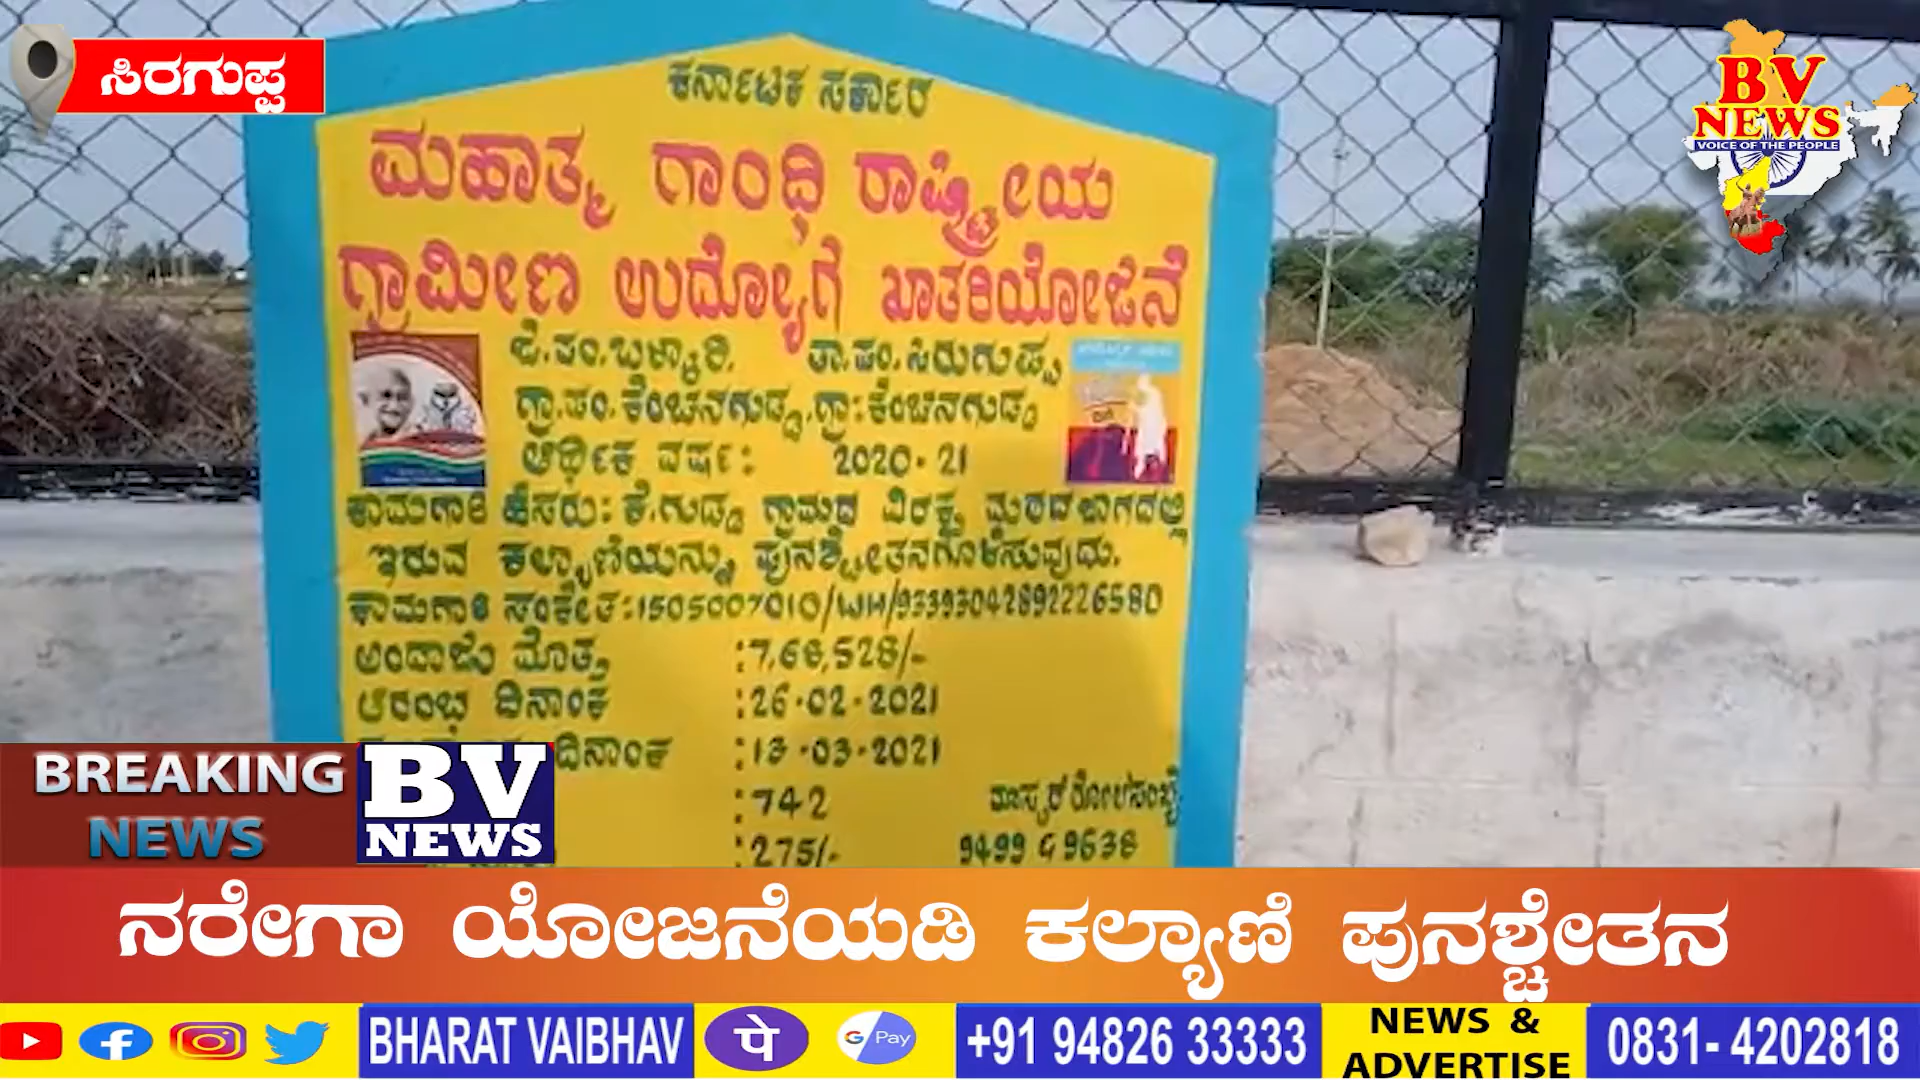 ಸಿರಗುಪ್ಪ
BV
NEWS
VOICE OF THE PEOPLE
ಕರ್ನಾಟಕ ಸರ್ಕಾರ
ಮಹಾತ್ಮ ಗಾಂಧಿ ರಾಷ್ಟ್ರೀಯ
ಗ್ರಾಮೀಣ ಉದ್ಯೋಗ ಖಾತರಿಯೋಜನೆ
ಜಿ.ಪಂ.ಬಳ್ಳಾರಿ. ತಾ.ಪಂ.ಸಿರುಗುಪ್ಪ
ಗ್ರಾ.ಪಂ.ಕೆಂಚನಗುಡ್ಡ.ಗ್ರಾ:ಕೆಂಚನಗುಡ್ಡ
ಆರ್ಥಿಕ ವರ್ಷ: 2020-21
ಕಾಮಗಾರಿ ಹೆಸರು: ಕೆ.ಗುಡ್ಡ ಗ್ರಾಮದ ವಿರಕ್ತ ಮಠದಭಾಗದಲ್ಲಿ
ಇರುವ ಕಲ್ಯಾಣಿಯನ್ನು ಪುನಶ್ಚೇತನಗೊಳಿಸುವುದು.
ಕಾಮಗಾರಿ ಸಂಕೇತ:1505007010/WH/93393042892226580
ಅಂದಾಜು ಮೊತ್ತ :7,68,528/-
ಆರಂಭ ದಿನಾಂಕ :26-02-2021
ದಿನಾಂಕ :13-03-2021
:742
:275/- 9499 G 9638
BREAKING
NEWS
BV
NEWS
ನರೇಗಾ ಯೋಜನೆಯಡಿ ಕಲ್ಯಾಣಿ ಪುನಶ್ಚೇತನ
BHARAT VAIBHAV
पे
G Pay
+91 94826 33333
NEWS &
ADVERTISE
0831- 4202818